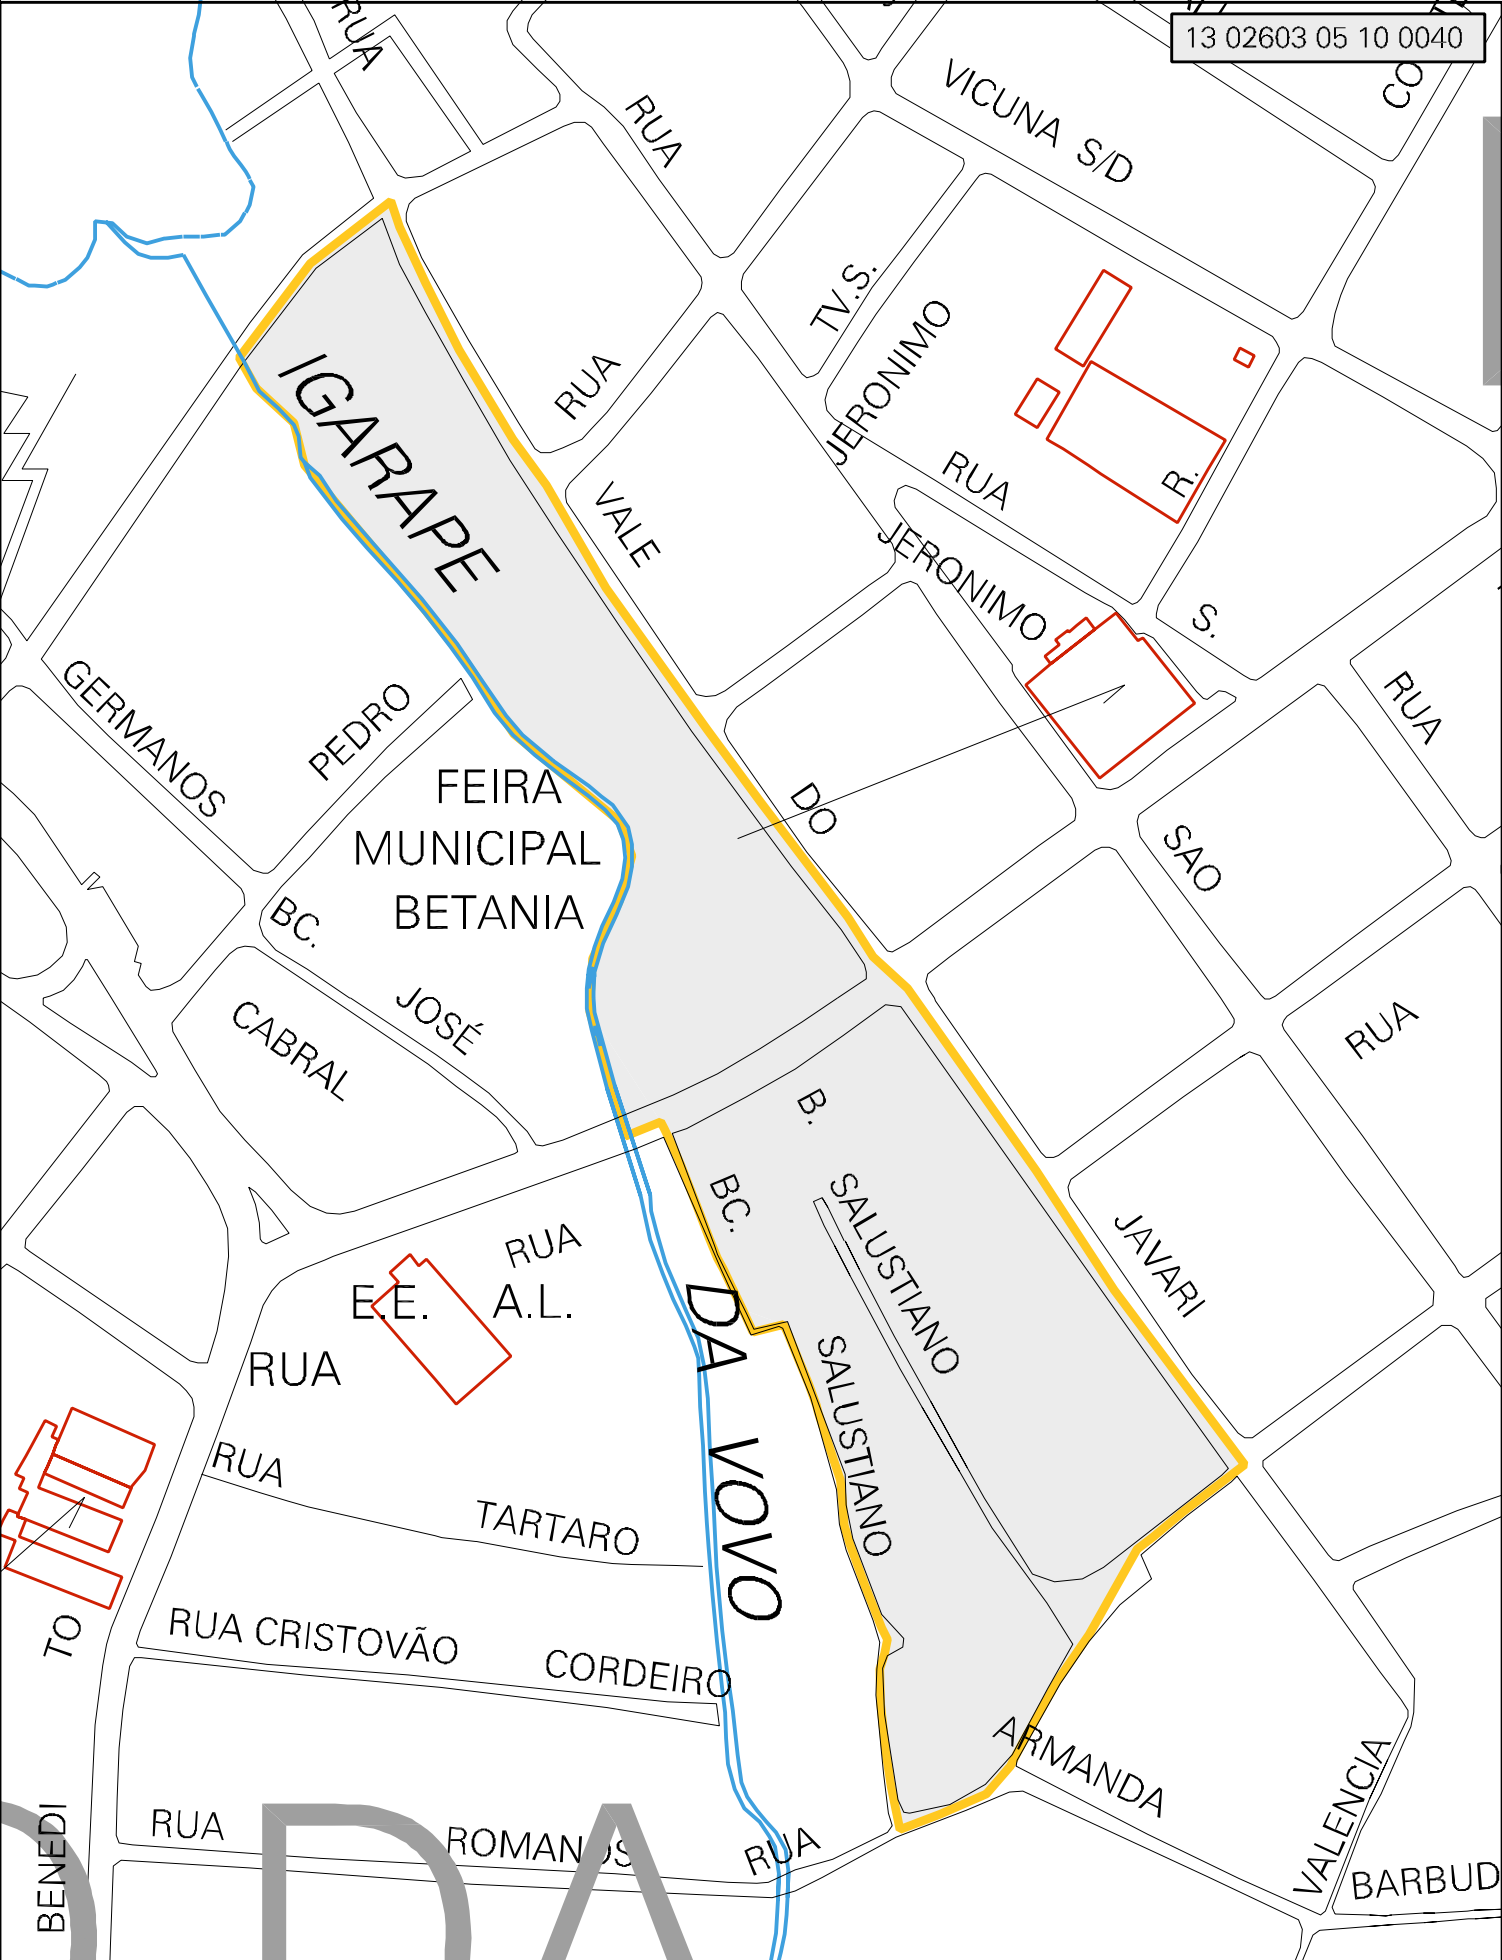 13 02603 05 10 0040
RUA
RUA
VICUNA S/D
CO
TV.S.
JERONIMO
RUA
IGARAPE
VALE
RUA
R.
JERONIMO
S.
GERMANOS
PEDRO
RUA
FEIRA
MUNICIPAL
BETANIA
DO
SAO
BC.
JOSÉ
CABRAL
RUA
B.
BC.
SALUSTIANO
JAVARI
RUA
E.E. A.L.
RUA
DA VOVO
SALUSTIANO
RUA
TARTARO
TO
RUA CRISTOVÃO
CORDEIRO
ARMANDA
VALENCIA
BENEDI
RUA
ROMANOS
RUA
BARBUD
DA